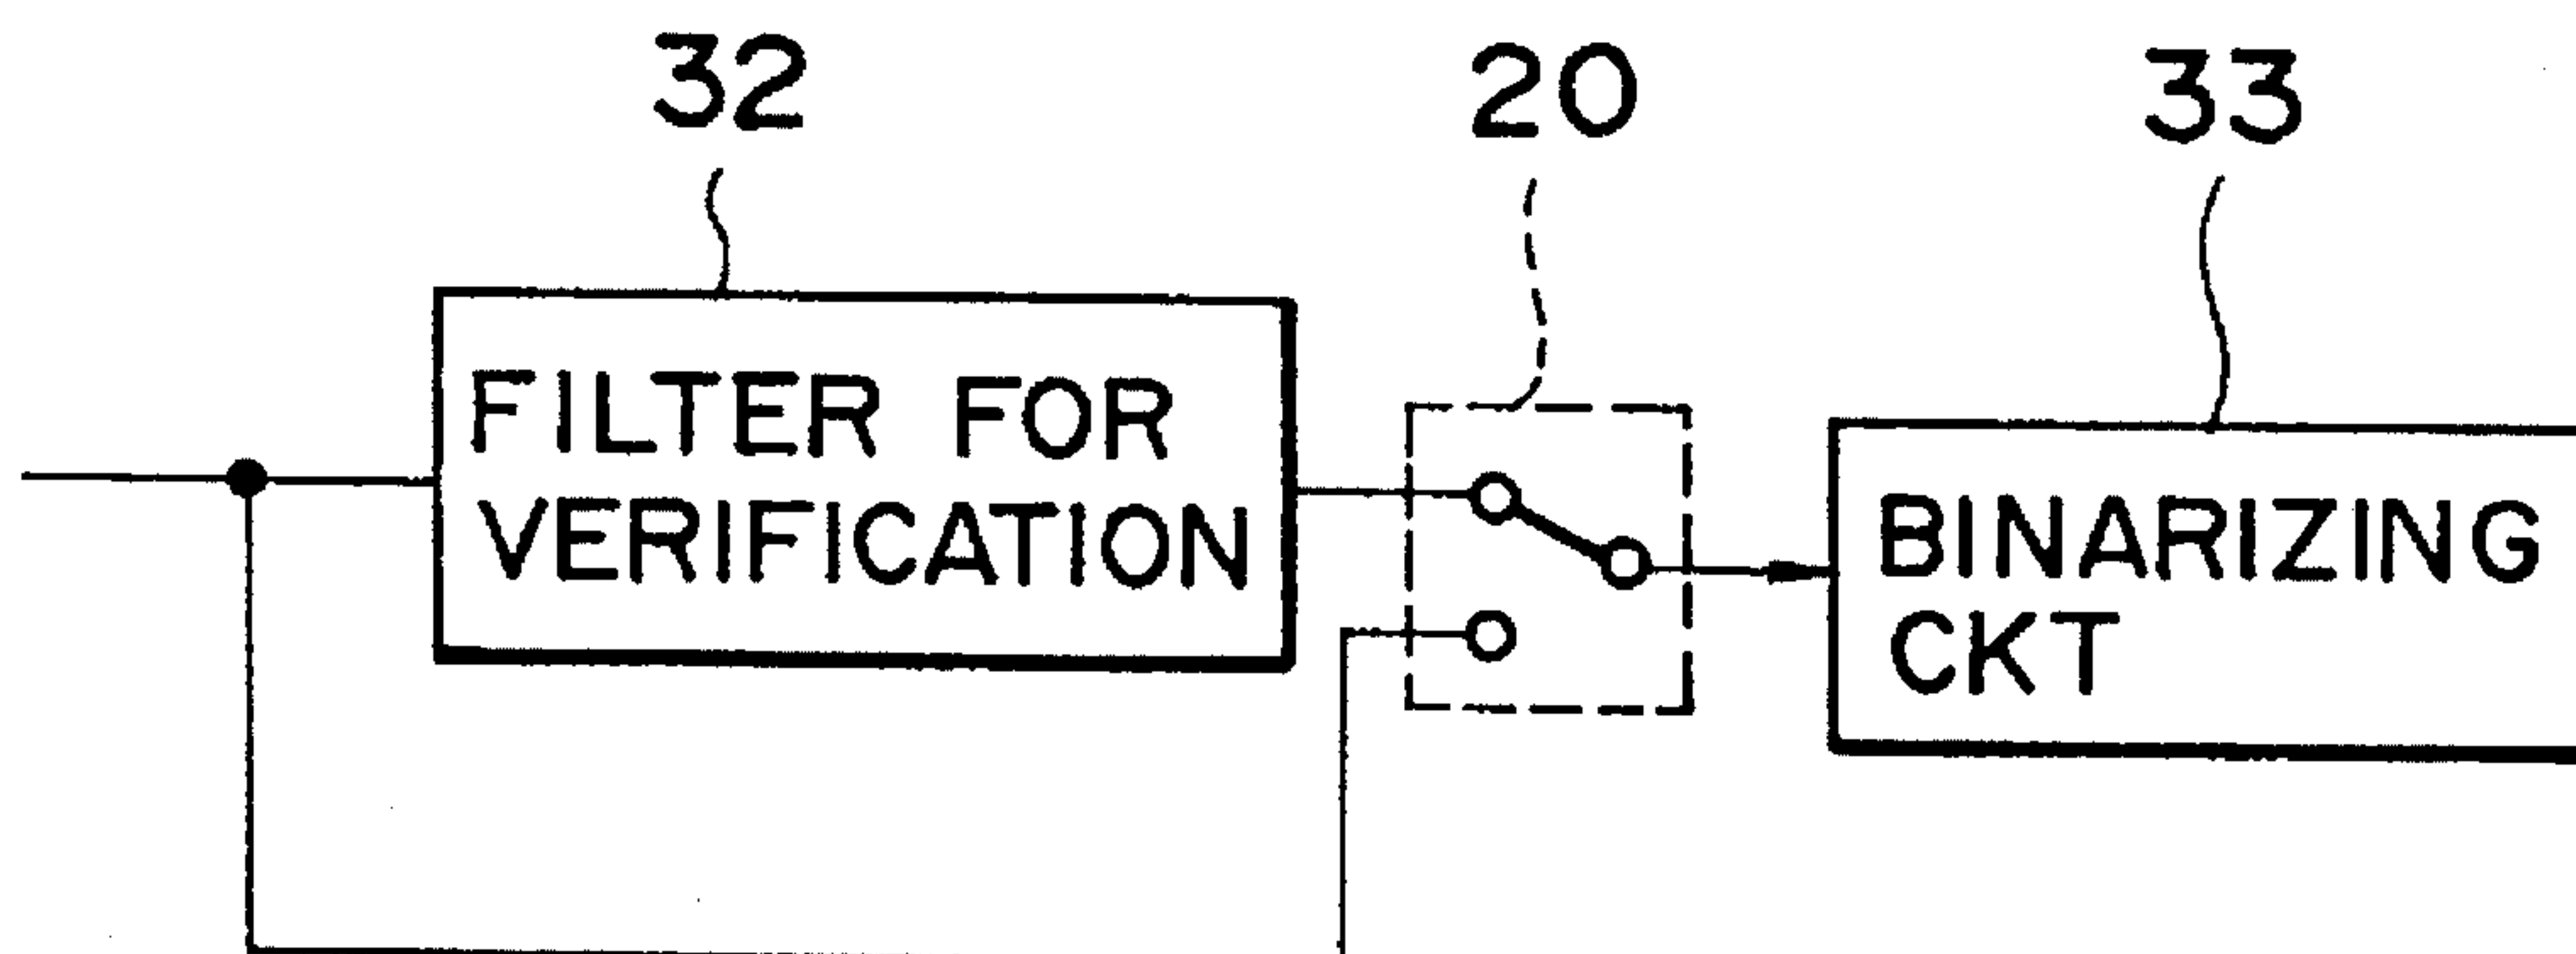 32
20
33
FILTER FOR
VERIFICATION
BINARIZING
CKT